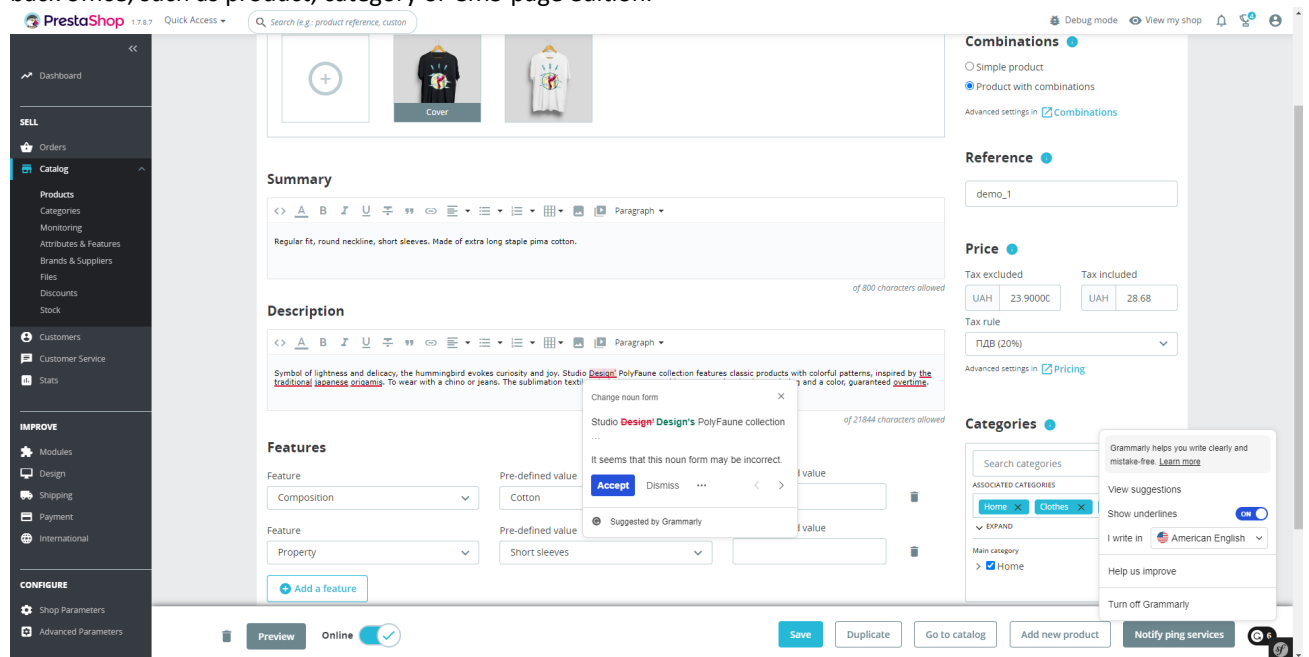 back office, such as product, category or CMS-page edition.
PrestaShop 1.7.8.7 Quick Access Search (e.g.: product reference, custon Debug mode View my shop
Dashboard
SELL
Orders
Catalog
Products
Categories
Monitoring
Attributes & Features
Brands & Suppliers
Files
Discounts
Stock
Customers
Customer Service
Stats
IMPROVE
Modules
Design
Shipping
Payment
International
CONFIGURE
Shop Parameters
Advanced Parameters
Cover
Summary
A B I U Paragraph
Regular fit, round neckline, short sleeves. Made of extra long staple pima cotton.
of 800 characters allowed
Description
A B I U Paragraph
Symbol of lightness and delicacy, the hummingbird evokes curiosity and joy. Studio Design' PolyFaune collection features classic products with colorful patterns, inspired by the
traditional japanese origamis. To wear with a chino or jeans. The sublimation texti and a color, guaranteed overtime.
of 21844 characters allowed
Change noun form
Studio Design' Design's PolyFaune collection
...
It seems that this noun form may be incorrect.
Accept Dismiss
Suggested by Grammarly
Features
Feature Pre-defined value d value
Composition Cotton
Feature Pre-defined value d value
Property Short sleeves
Add a feature
Combinations
Simple product
Product with combinations
Advanced settings in Combinations
Reference
demo_1
Price
Tax excluded Tax included
UAH 23.90000 UAH 28.68
Tax rule
ПДВ (20%)
Advanced settings in Pricing
Categories
Search categories
ASSOCIATED CATEGORIES
Home Clothes
EXPAND
Main category
Home
Grammarly helps you write clearly and
mistake-free. Learn more
View suggestions
Show underlines ON
I write in American English
Help us improve
Turn off Grammarly
Preview Online Save Duplicate Go to catalog Add new product Notify ping services 6
sf